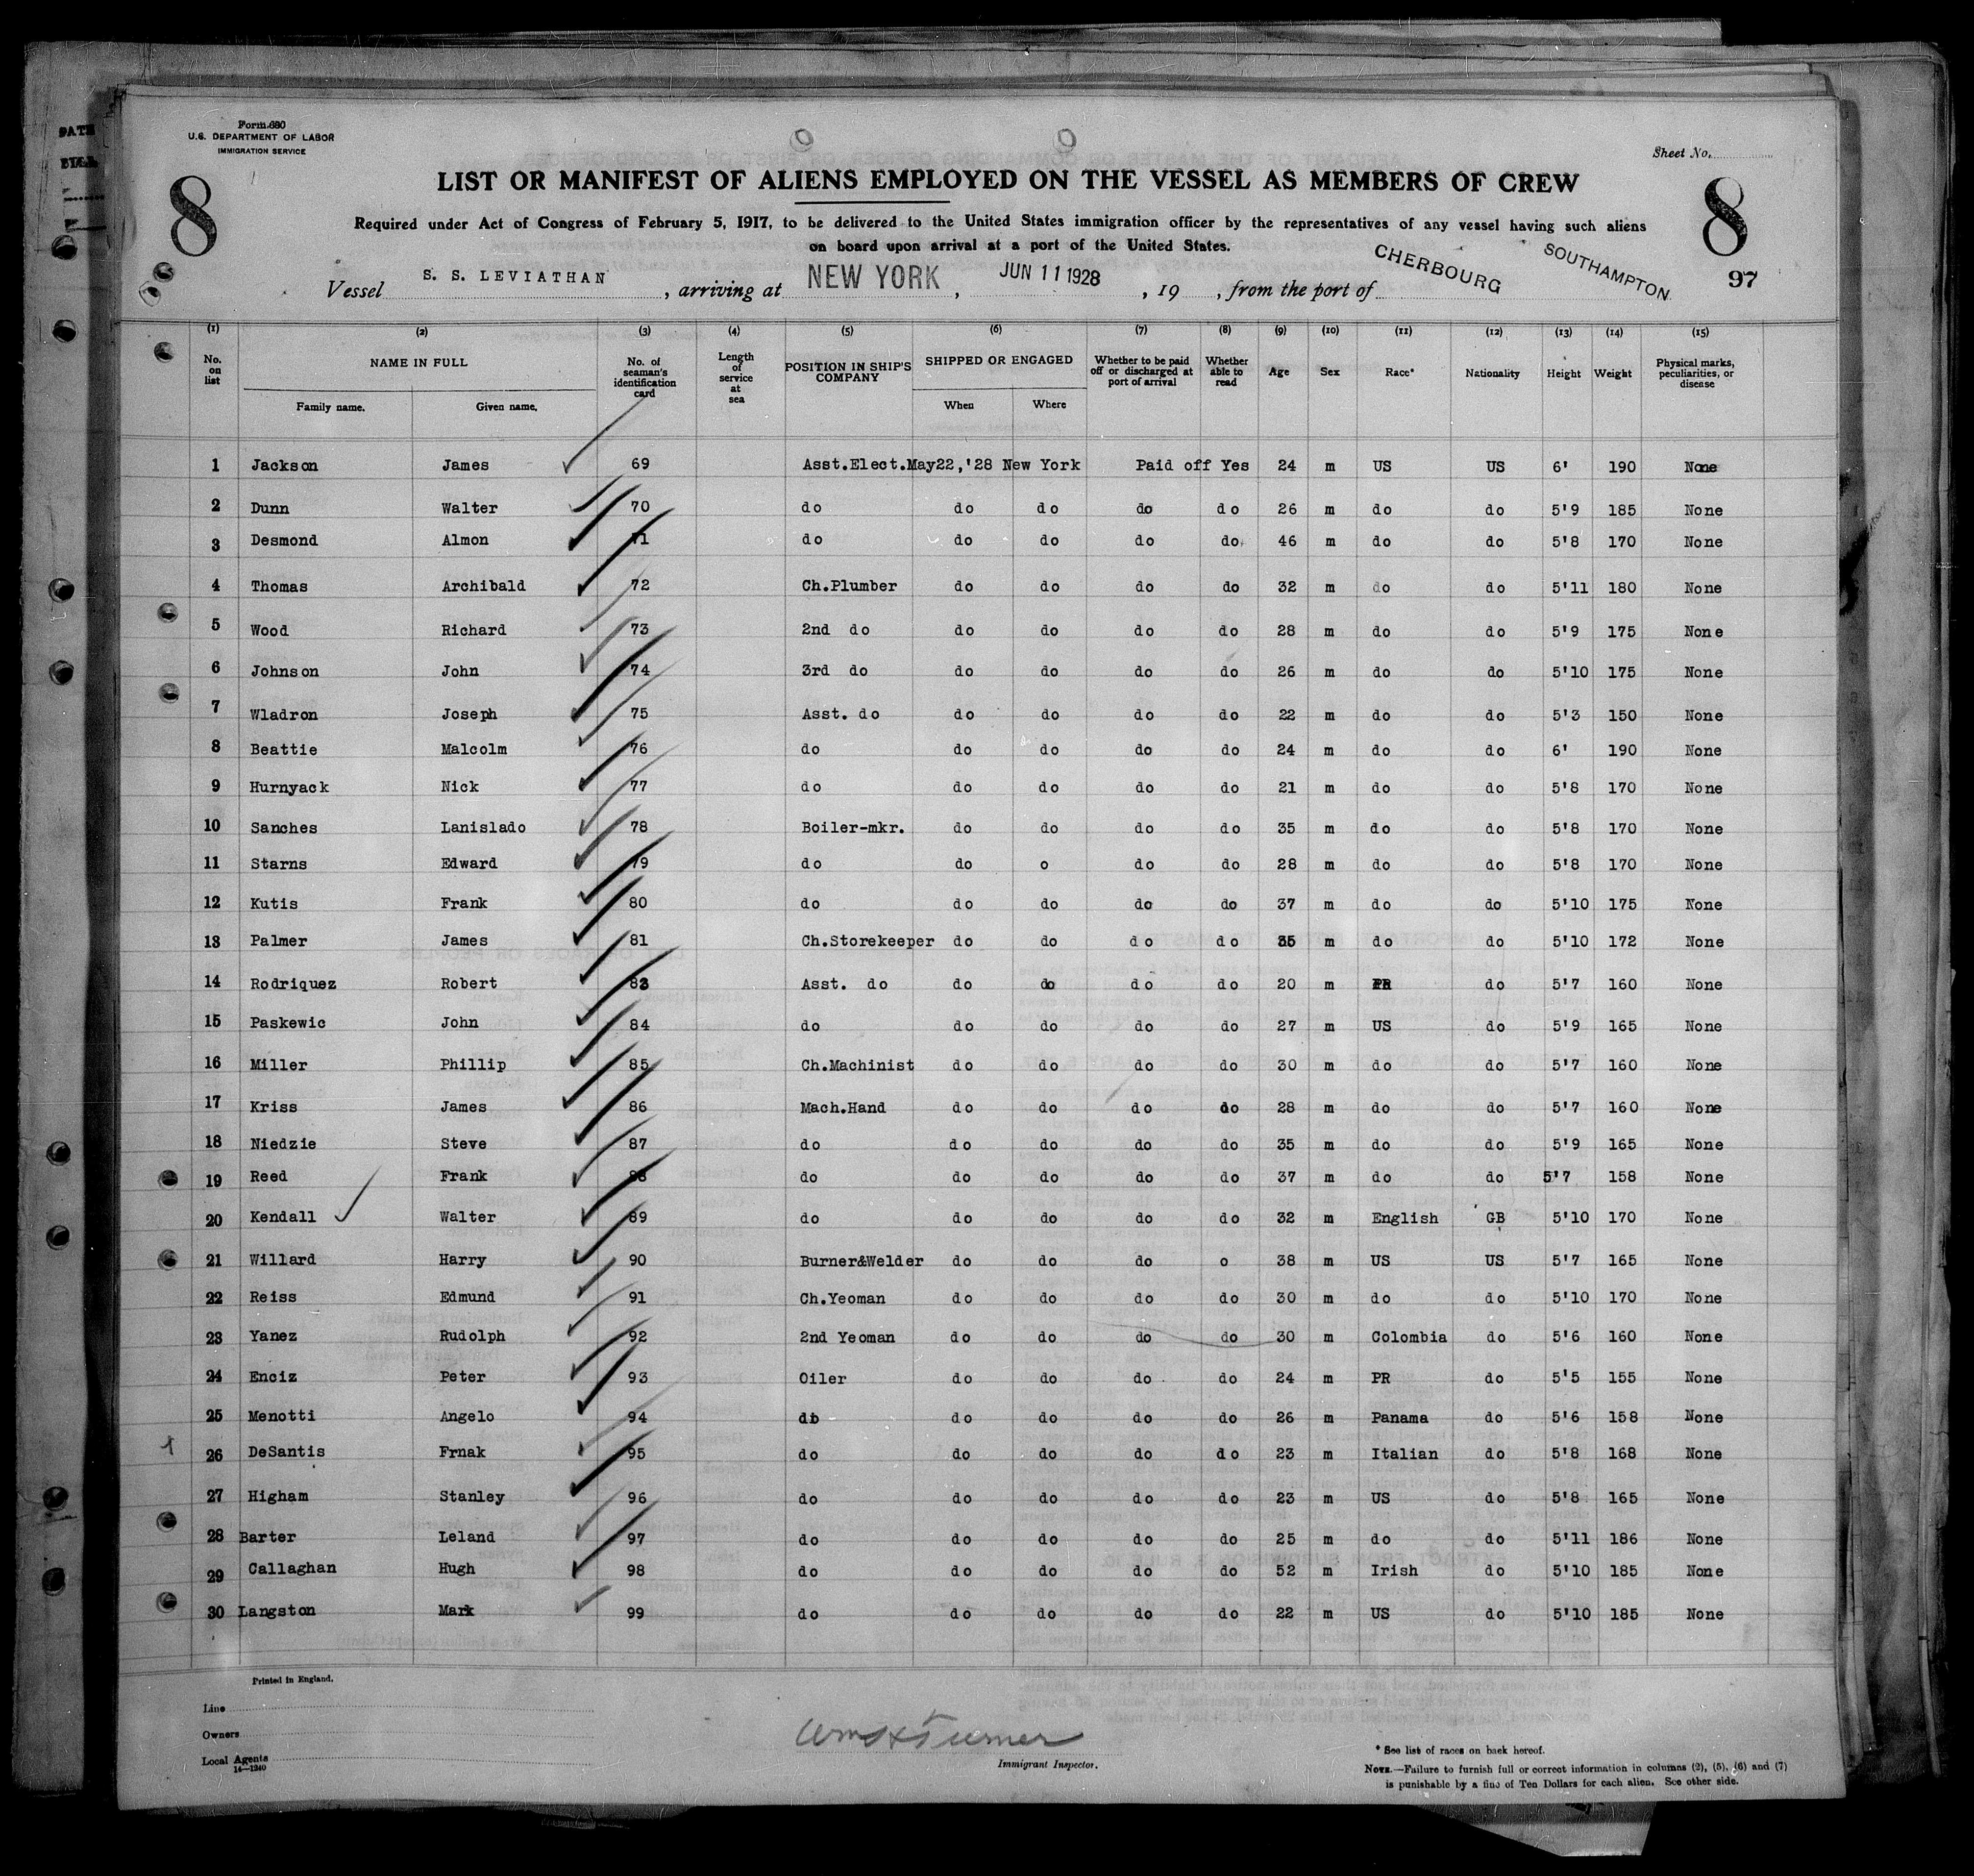 Form 680
U.S. DEPARTMENT OF LABOR
IMMIGRATION SERVICE
Sheet No.
8
8
LIST OR MANIFEST OF ALIENS EMPLOYED ON THE VESSEL AS MEMBERS OF CREW
Required under Act of Congress of February 5, 1917, to be delivered to the United States immigration officer by the representatives of any vessel having such aliens
on board upon arrival at a port of the United States.
Vessel S. S. LEVIATHAN, arriving at NEW YORK, JUN 11 1928, 19 , from the port of CHERBOURG SOUTHAMPTON 97
(1) (2) (3) (4) (5) (6) (7) (8) (9) (10) (11) (12) (13) (14) (15)
No. on list NAME IN FULL Family name. Given name. No. of seaman's identification card Length of service at sea POSITION IN SHIP'S COMPANY SHIPPED OR ENGAGED When Where Whether to be paid off or discharged at port of arrival Whether able to read Age Sex Race* Nationality Height Weight Physical marks, peculiarities, or disease
1 Jackson James 69 Asst.Elect. May22,'28 New York Paid off Yes 24 m US US 6' 190 None
2 Dunn Walter 70 do do do do do 26 m do do 5'9 185 None
3 Desmond Almon 71 do do do do do 46 m do do 5'8 170 None
4 Thomas Archibald 72 Ch.Plumber do do do do 32 m do do 5'11 180 None
5 Wood Richard 73 2nd do do do do do 28 m do do 5'9 175 None
6 Johnson John 74 3rd do do do do do 26 m do do 5'10 175 None
7 Wladron Joseph 75 Asst. do do do do do 22 m do do 5'3 150 None
8 Beattie Malcolm 76 do do do do do 24 m do do 6' 190 None
9 Hurnyack Nick 77 do do do do do 21 m do do 5'8 170 None
10 Sanches Lanislado 78 Boiler-mkr. do do do do 35 m do do 5'8 170 None
11 Starns Edward 79 do do o do do 28 m do do 5'8 170 None
12 Kutis Frank 80 do do do do do 37 m do do 5'10 175 None
13 Palmer James 81 Ch.Storekeeper do do do do 35 m do do 5'10 172 None
14 Rodriquez Robert 83 Asst. do do do do do 20 m PR do 5'7 160 None
15 Paskewic John 84 do do do do do 27 m US do 5'9 165 None
16 Miller Phillip 85 Ch.Machinist do do do do 30 m do do 5'7 160 None
17 Kriss James 86 Mach.Hand do do do do 28 m do do 5'7 160 None
18 Niedzie Steve 87 do do do do do 35 m do do 5'9 165 None
19 Reed Frank 88 do do do do do 37 m do do 5'7 158 None
20 Kendall Walter 89 do do do do do 32 m English GB 5'10 170 None
21 Willard Harry 90 Burner&Welder do do do o 38 m US US 5'7 165 None
22 Reiss Edmund 91 Ch.Yeoman do do do do 30 m do do 5'10 170 None
23 Yanez Rudolph 92 2nd Yeoman do do do do 30 m Colombia do 5'6 160 None
24 Enciz Peter 93 Oiler do do do do 24 m PR do 5'5 155 None
25 Menotti Angelo 94 do do do do do 26 m Panama do 5'6 158 None
26 DeSantis Frnak 95 do do do do do 23 m Italian do 5'8 168 None
27 Higham Stanley 96 do do do do do 23 m US do 5'8 165 None
28 Barter Leland 97 do do do do do 25 m do do 5'11 186 None
29 Callaghan Hugh 98 do do do do do 52 m Irish do 5'10 185 None
30 Langston Mark 99 do do do do do 22 m US do 5'10 185 None
Printed in England.
Line
Owners
Local Agents
14—1240
Wm H Turner
Immigrant Inspector.
* See list of races on back hereof.
NOTE.—Failure to furnish full or correct information in columns (2), (5), (6) and (7)
is punishable by a fine of Ten Dollars for each alien. See other side.